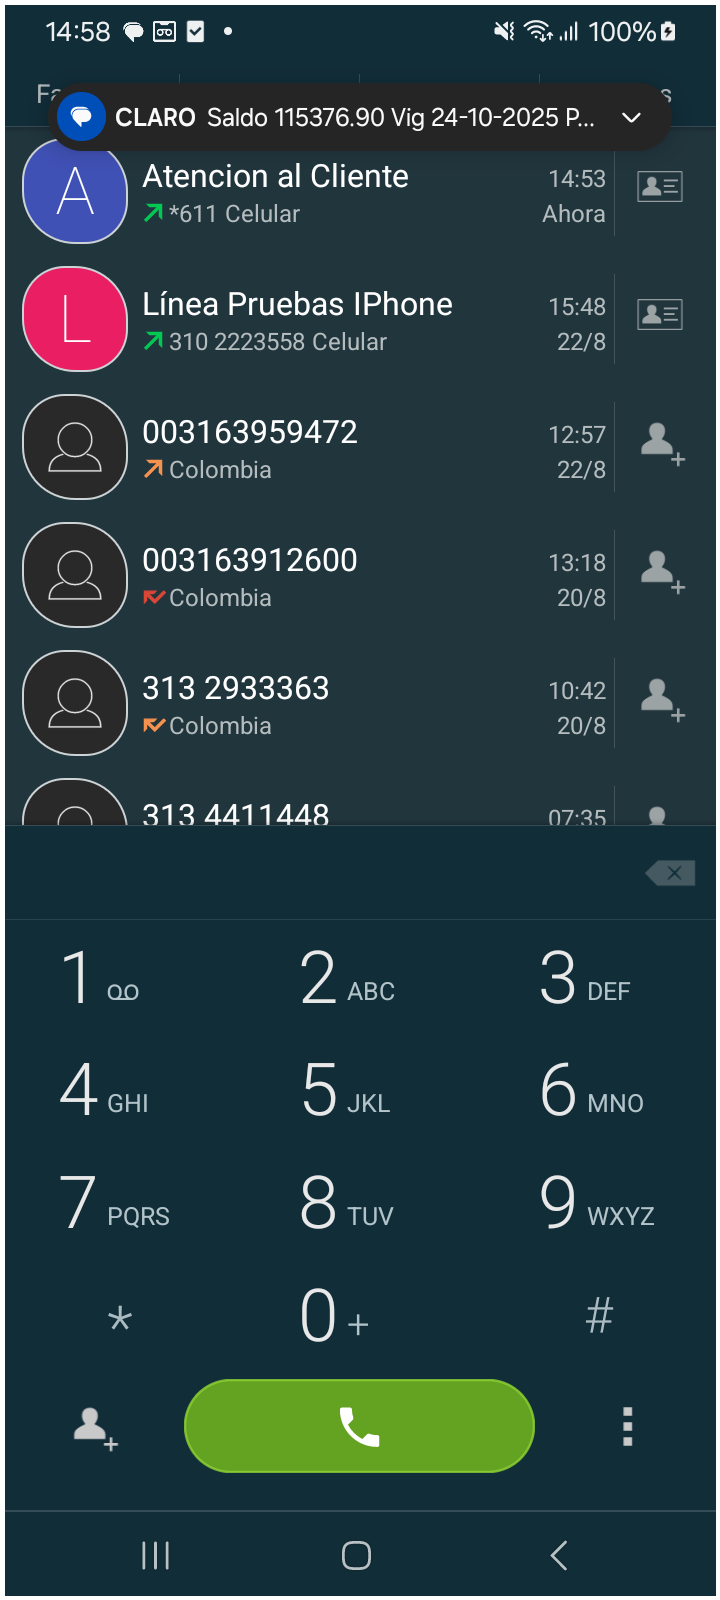 14:58 100%
Fa s
CLARO Saldo 115376.90 Vig 24-10-2025 P...
A Atencion al Cliente 14:53
*611 Celular Ahora
L Línea Pruebas IPhone 15:48
310 2223558 Celular 22/8
003163959472 12:57
Colombia 22/8
003163912600 13:18
Colombia 20/8
313 2933363 10:42
Colombia 20/8
313 4411448 07:35
1 2 ABC 3 DEF
4 GHI 5 JKL 6 MNO
7 PQRS 8 TUV 9 WXYZ
* 0 + #